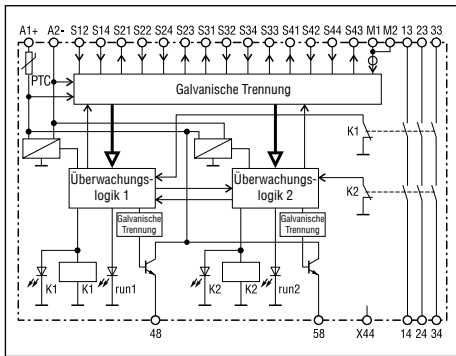 A1+ A2- S12 S14 S21 S22 S24 S23 S31 S32 S34 S33 S41 S42 S44 S43 M1 M2 13 23 33
PTC
Galvanische Trennung
K1
Überwachungs-
logik 1
Überwachungs-
logik 2
K2
Galvanische
Trennung
Galvanische
Trennung
K1 K1 run1 K2 K2 run2
48 58 X44 14 24 34